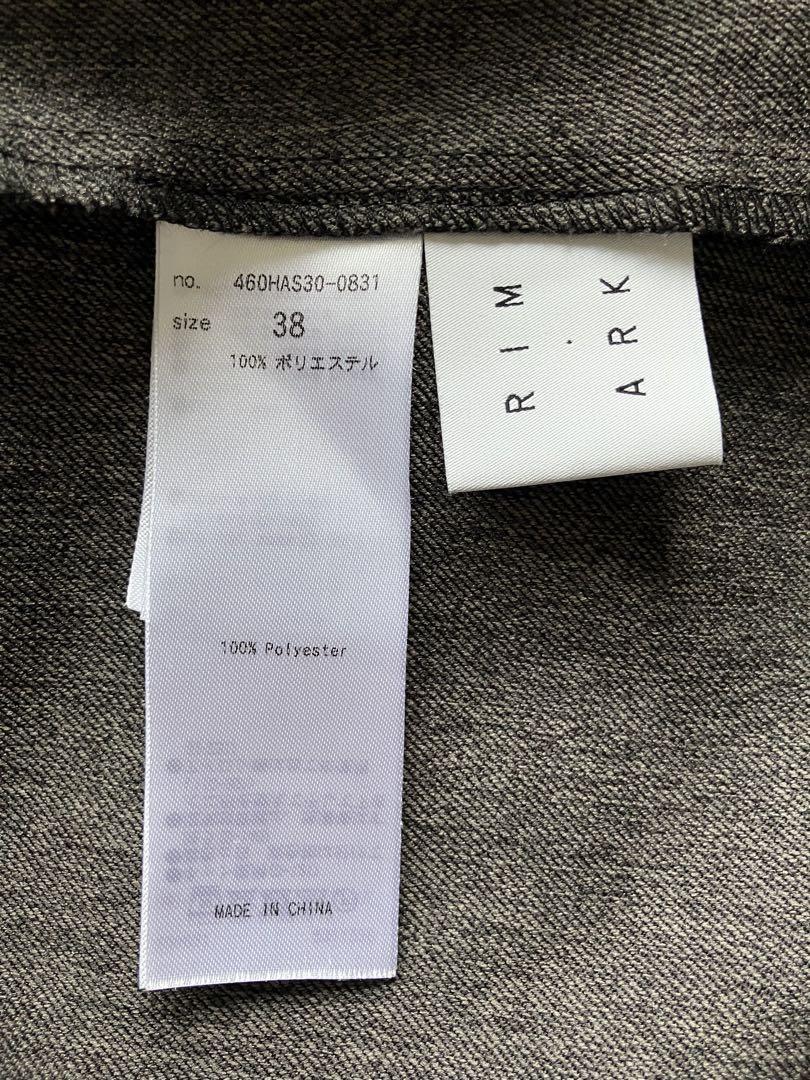 no. 460HAS30-0831
size 38
100% ポリエステル
100% Polyester
MADE IN CHINA
RIM.
ARK